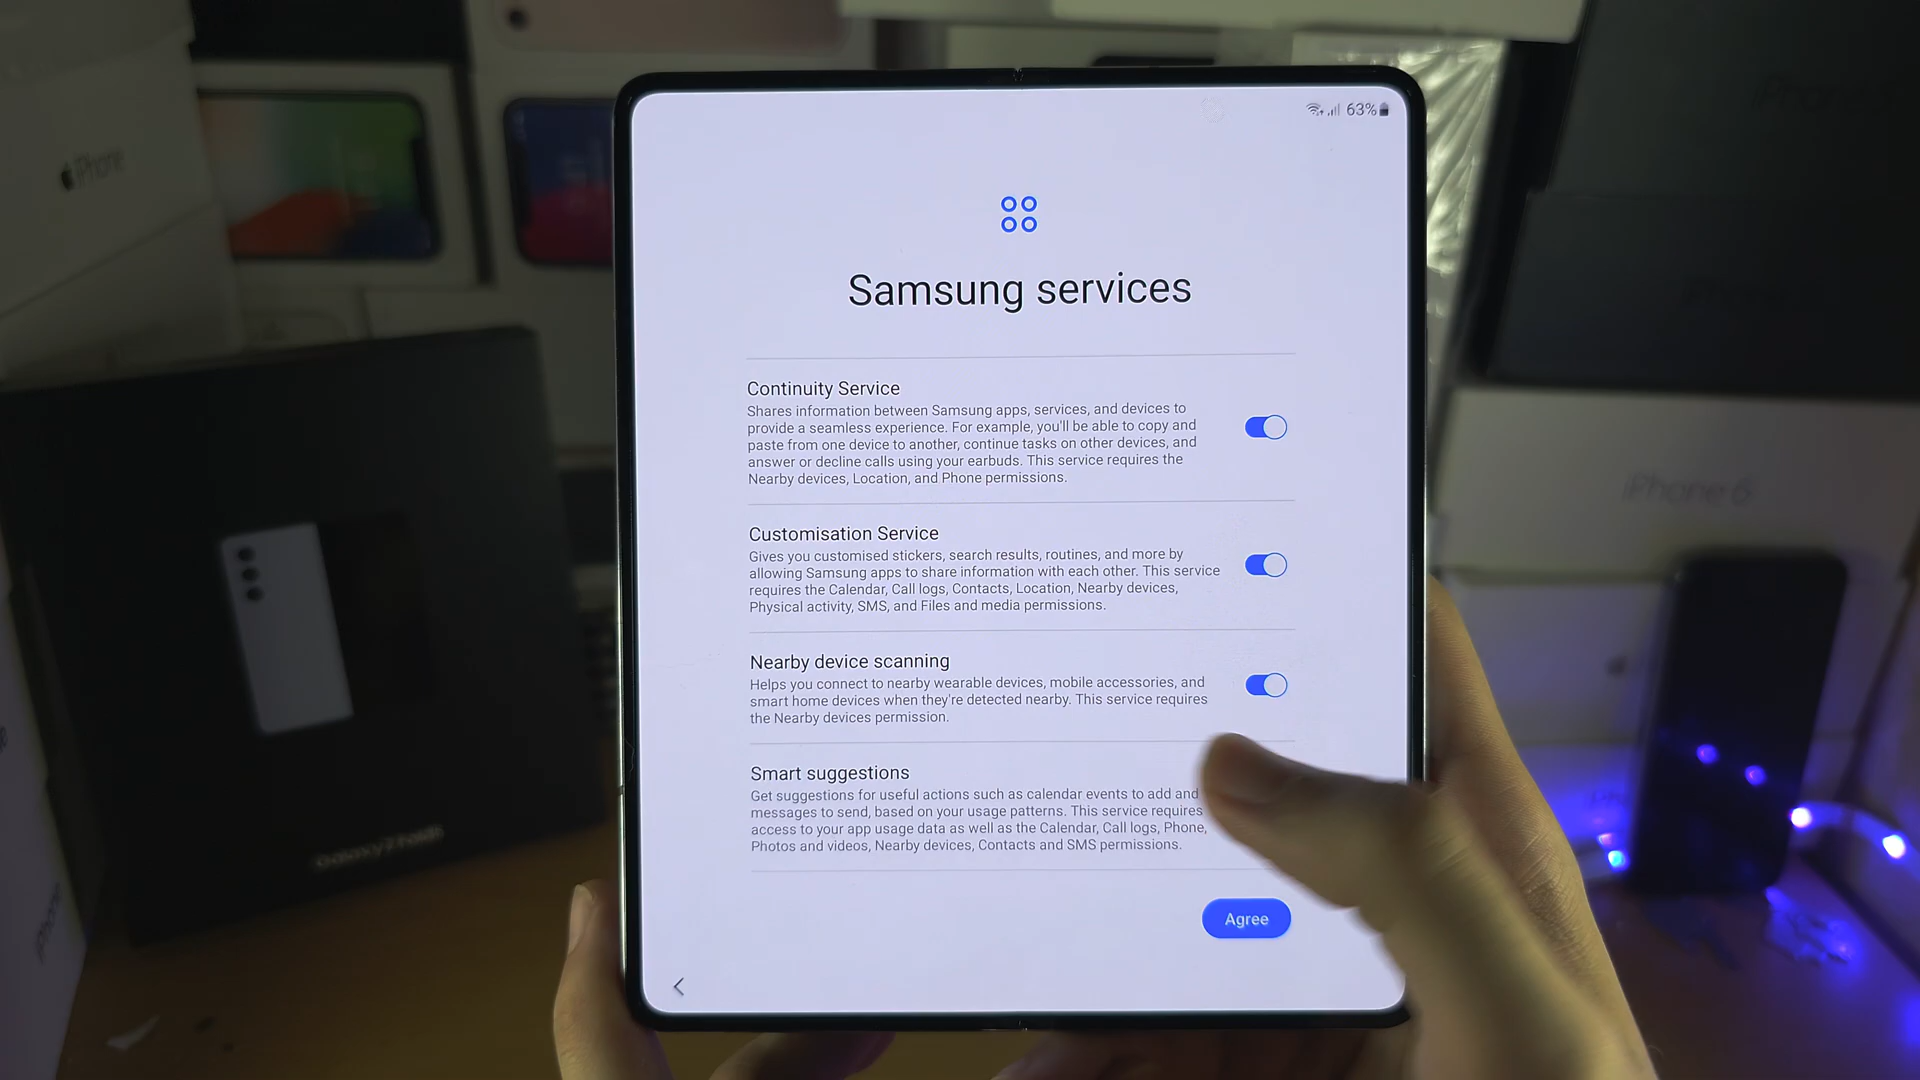 63%
Samsung services
Continuity Service
Shares information between Samsung apps, services, and devices to
provide a seamless experience. For example, you'll be able to copy and
paste from one device to another, continue tasks on other devices, and
answer or decline calls using your earbuds. This service requires the
Nearby devices, Location, and Phone permissions.
Customisation Service
Gives you customised stickers, search results, routines, and more by
allowing Samsung apps to share information with each other. This service
requires the Calendar, Call logs, Contacts, Location, Nearby devices,
Physical activity, SMS, and Files and media permissions.
Nearby device scanning
Helps you connect to nearby wearable devices, mobile accessories, and
smart home devices when they're detected nearby. This service requires
the Nearby devices permission.
Smart suggestions
Get suggestions for useful actions such as calendar events to add and
messages to send, based on your usage patterns. This service requires
access to your app usage data as well as the Calendar, Call logs, Phone,
Photos and videos, Nearby devices, Contacts and SMS permissions.
Agree
iPhone
iPhone 6
iPhone